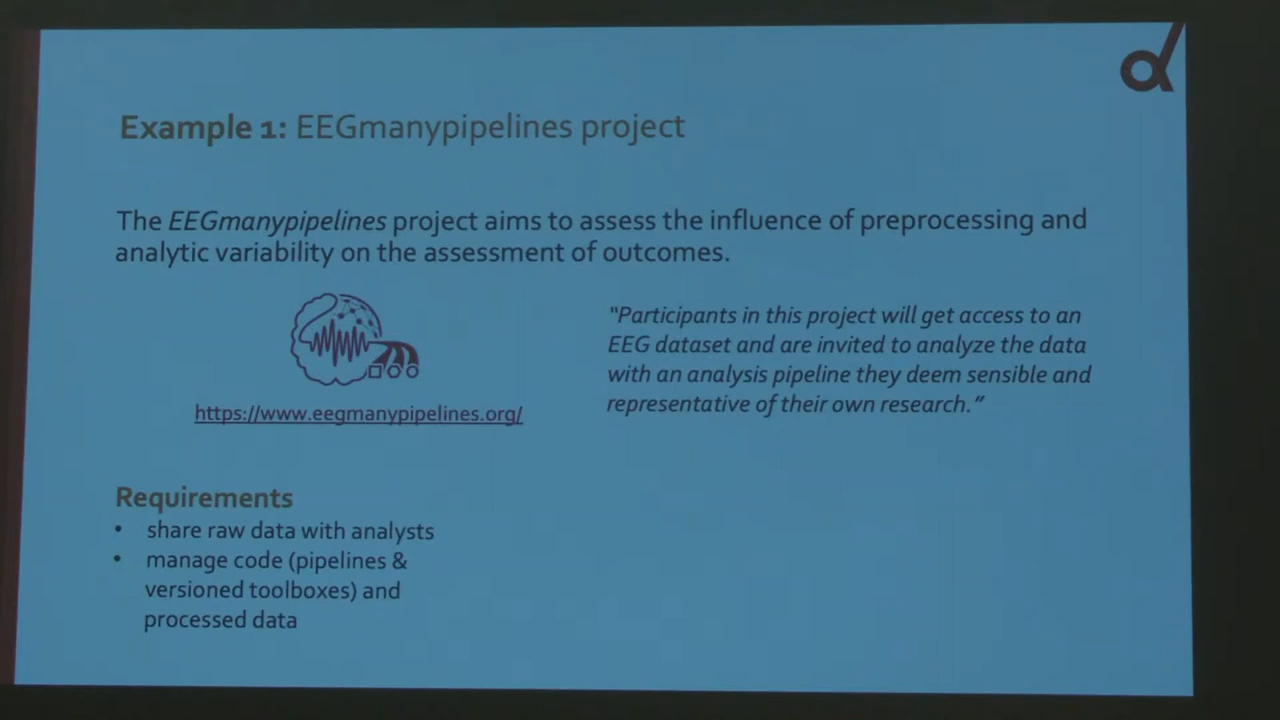 Example 1: EEGmanypipelines project
The EEGmanypipelines project aims to assess the influence of preprocessing and
analytic variability on the assessment of outcomes.
"Participants in this project will get access to an
EEG dataset and are invited to analyze the data
with an analysis pipeline they deem sensible and
representative of their own research."
https://www.eegmanypipelines.org/
Requirements
• share raw data with analysts
• manage code (pipelines &
versioned toolboxes) and
processed data